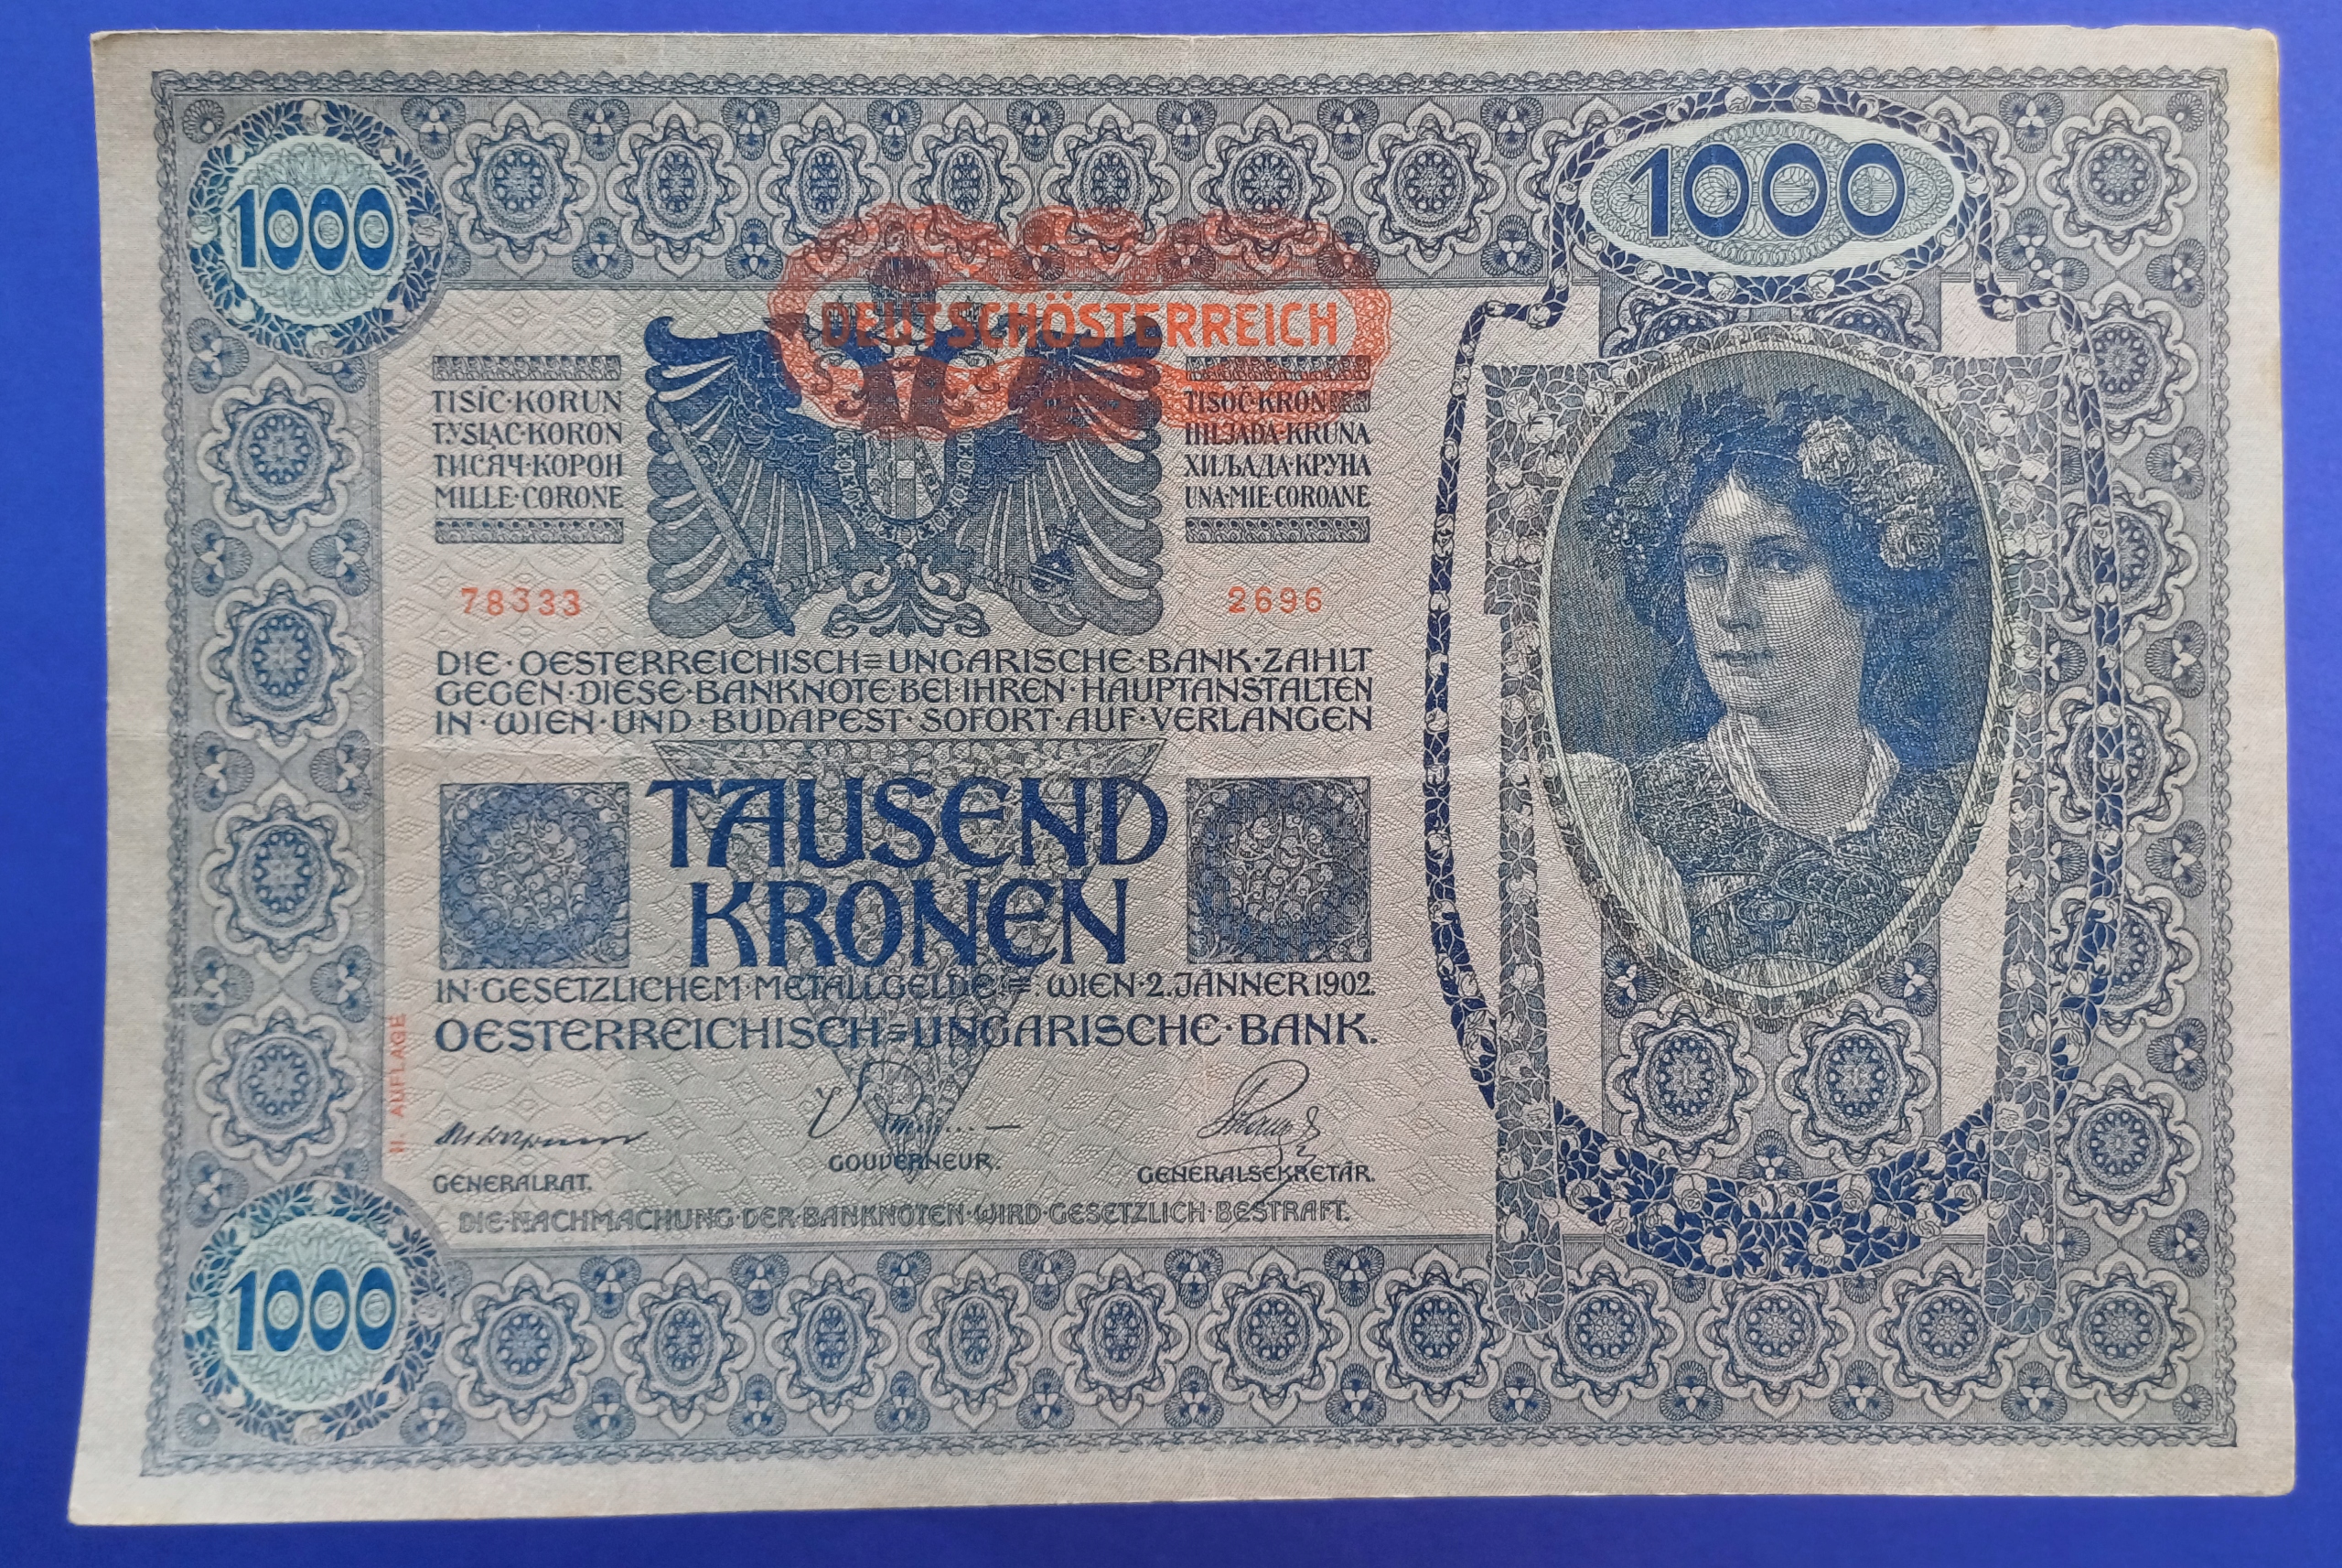 1000
1000
DEUTSCHÖSTERREICH
TISÍC·KORUN
TYSIĄC·KORON
ТИСЯЧ·КОРОН
MILLE·CORONE
TISOČ·KRON
HILJADA·KRUNA
ХИЉАДА·КРУНА
UNA·MIE·COROANE
78333
2696
DIE·OESTERREICHISCH=UNGARISCHE·BANK·ZAHLT
GEGEN·DIESE·BANKNOTE·BEI·IHREN·HAUPTANSTALTEN
IN·WIEN·UND·BUDAPEST·SOFORT·AUF·VERLANGEN
TAUSEND
KRONEN
IN·GESETZLICHEM·METALLGELDE=.WIEN·2.JÄNNER 1902.
OESTERREICHISCH=UNGARISCHE·BANK.
II. AUFLAGE
GENERALRAT.
GOUVERNEUR.
GENERALSEKRETÄR.
DIE·NACHMACHUNG·DER·BANKNOTEN·WIRD·GESETZLICH·BESTRAFT.
1000